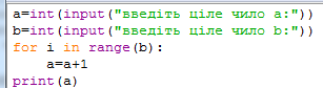 a=int(input("введіть ціле чило a:"))
b=int(input("введіть ціле чило b:"))
for i in range(b):
    a=a+1
print(a)